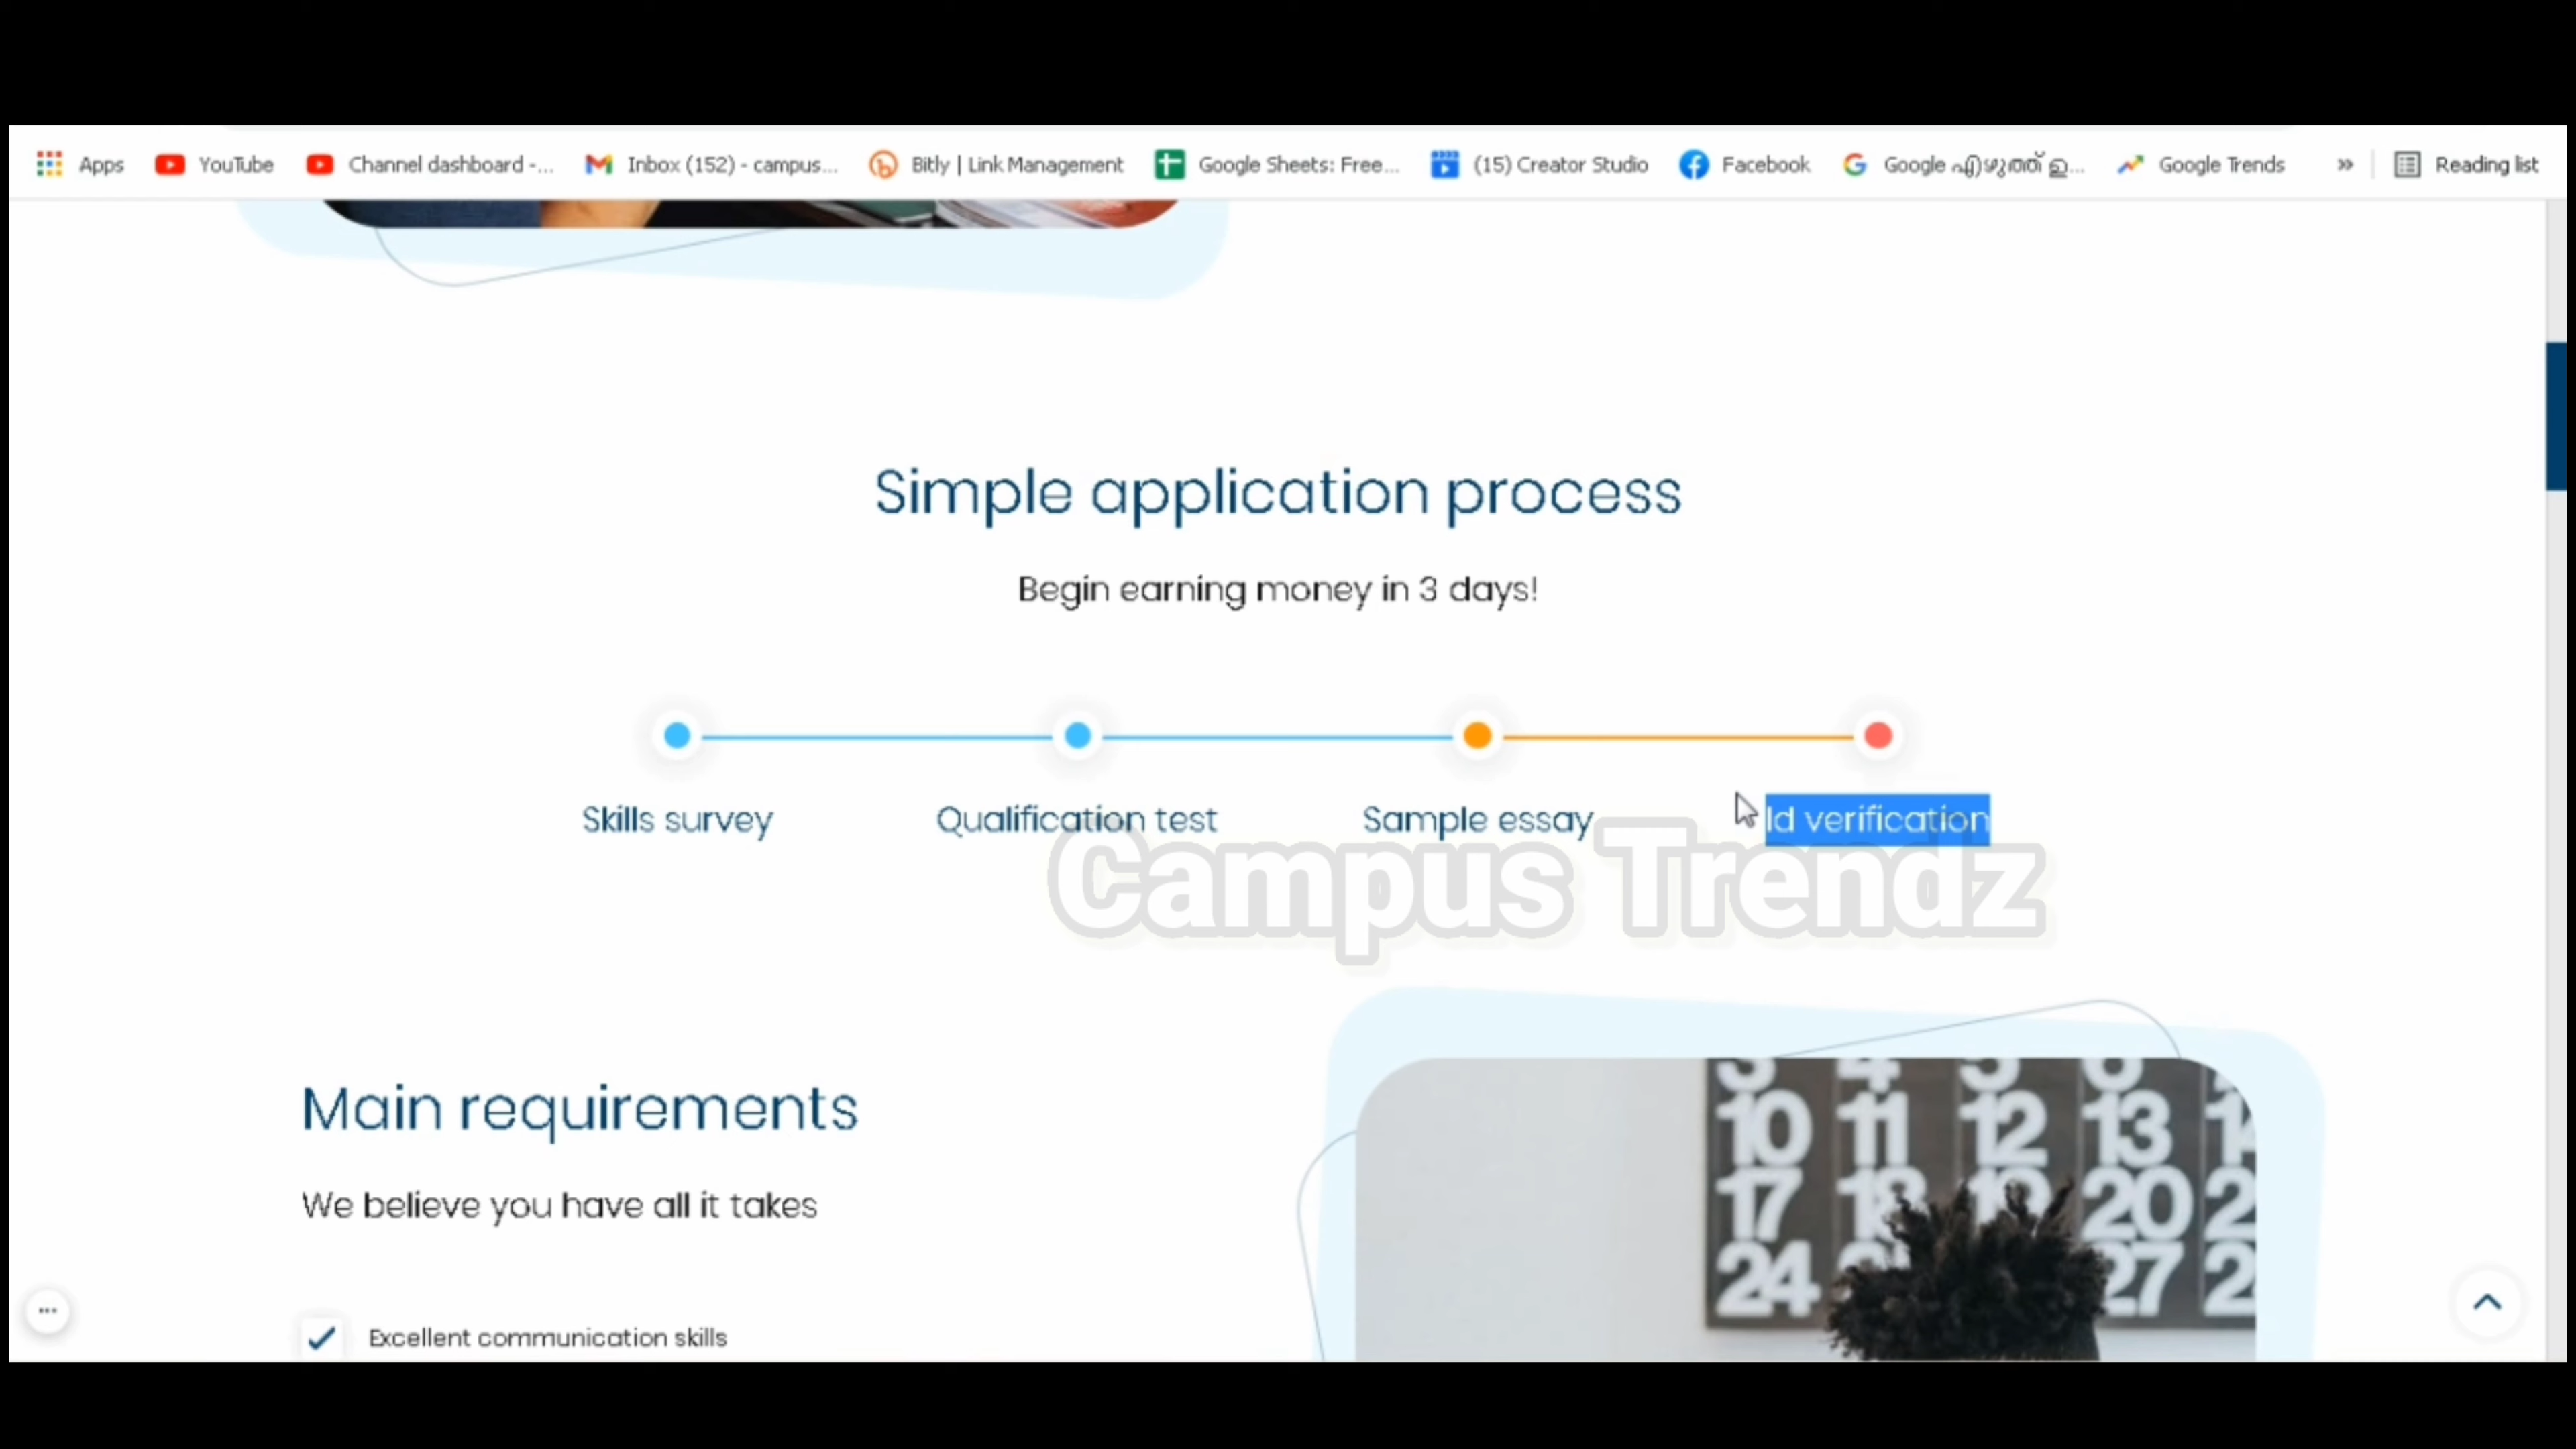 Apps YouTube Channel dashboard -... Inbox (152) - campus... Bitly | Link Management Google Sheets: Free... (15) Creator Studio Facebook Google എഴുത്ത് ഉ... Google Trends » Reading list
Simple application process
Begin earning money in 3 days!
Skills survey Qualification test Sample essay Id verification
Campus Trendz
Main requirements
We believe you have all it takes
Excellent communication skills
10 11 12 13
17 18 19 20
24 27